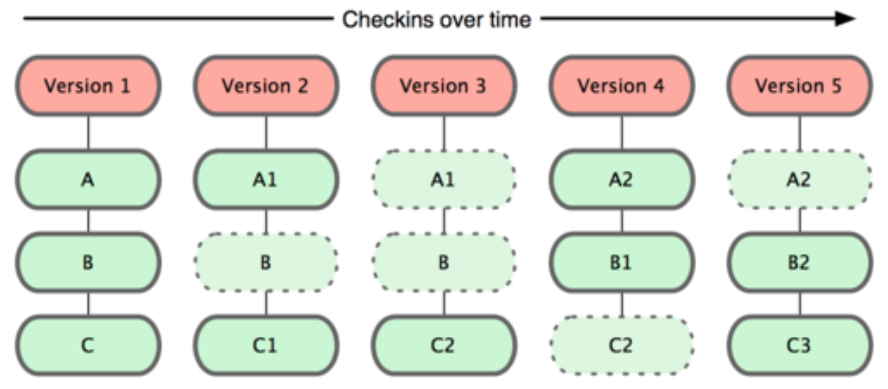 Checkins over time
Version 1 Version 2 Version 3 Version 4 Version 5
A A1 A1 A2 A2
B B B B1 B2
C C1 C2 C2 C3